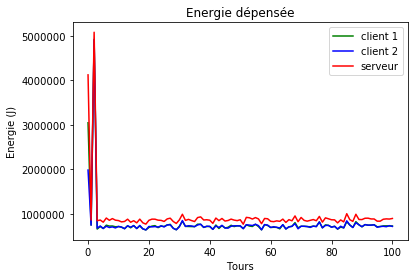 Energie dépensée
client 1
client 2
serveur
5000000
4000000
3000000
2000000
1000000
Energie (J)
0
20
40
60
80
100
Tours